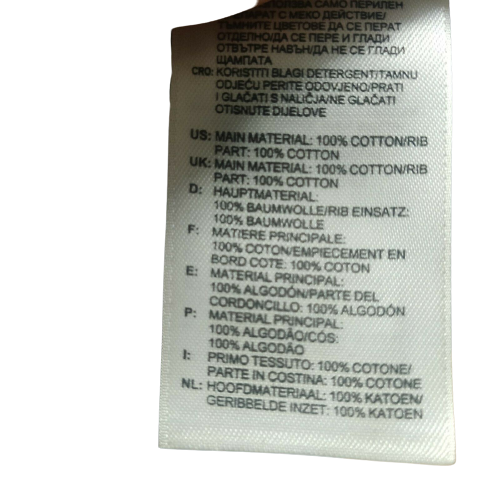 ПОЛЗВА САМО ПЕРИЛЕН
ПРЕПАРАТ С МЕКО ДЕЙСТВИЕ/
ТЪМНИТЕ ЦВЕТОВЕ ДА СЕ ПЕРАТ
ОТДЕЛНО/ДА СЕ ПЕРЕ И ГЛАДИ
ОТВЪТРЕ НАВЪН/ДА НЕ СЕ ГЛАДИ
ЩАМПАТА
CRO: KORISTITI BLAGI DETERGENT/TAMNU
ODJEĆU PERITE ODOVJENO/PRATI
I GLAČATI S NALIČJA/NE GLAČATI
OTISNUTE DIJELOVE
US: MAIN MATERIAL: 100% COTTON/RIB
PART: 100% COTTON
UK: MAIN MATERIAL: 100% COTTON/RIB
PART: 100% COTTON
D: HAUPTMATERIAL:
100% BAUMWOLLE/RIB EINSATZ:
100% BAUMWOLLE
F: MATIERE PRINCIPALE:
100% COTON/EMPIECEMENT EN
BORD COTE: 100% COTON
E: MATERIAL PRINCIPAL:
100% ALGODÓN/PARTE DEL
CORDONCILLO: 100% ALGODÓN
P: MATERIAL PRINCIPAL:
100% ALGODÃO/CÓS:
100% ALGODÃO
I: PRIMO TESSUTO: 100% COTONE/
PARTE IN COSTINA: 100% COTONE
NL: HOOFDMATERIAAL: 100% KATOEN/
GERIBBELDE INZET: 100% KATOEN